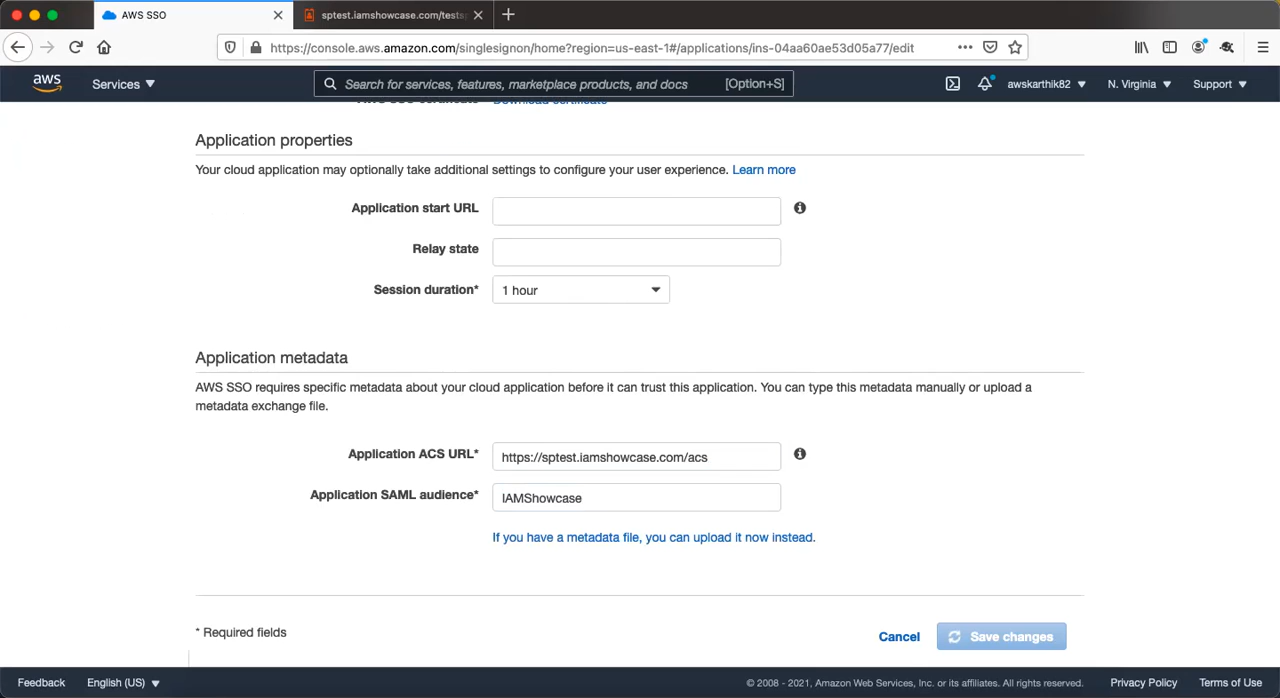 AWS SSO
sptest.iamshowcase.com/tests
https://console.aws.amazon.com/singlesignon/home?region=us-east-1#/applications/ins-04aa60ae53d05a77/edit
aws
Services
Search for services, features, marketplace products, and docs [Option+S]
awskarthik82
N. Virginia
Support
AWS SSO certificate Download certificate
Application properties
Your cloud application may optionally take additional settings to configure your user experience. Learn more
Application start URL
Relay state
Session duration* 1 hour
Application metadata
AWS SSO requires specific metadata about your cloud application before it can trust this application. You can type this metadata manually or upload a
metadata exchange file.
Application ACS URL* https://sptest.iamshowcase.com/acs
Application SAML audience* IAMShowcase
If you have a metadata file, you can upload it now instead.
* Required fields
Cancel
Save changes
Feedback
English (US)
© 2008 - 2021, Amazon Web Services, Inc. or its affiliates. All rights reserved.
Privacy Policy
Terms of Use